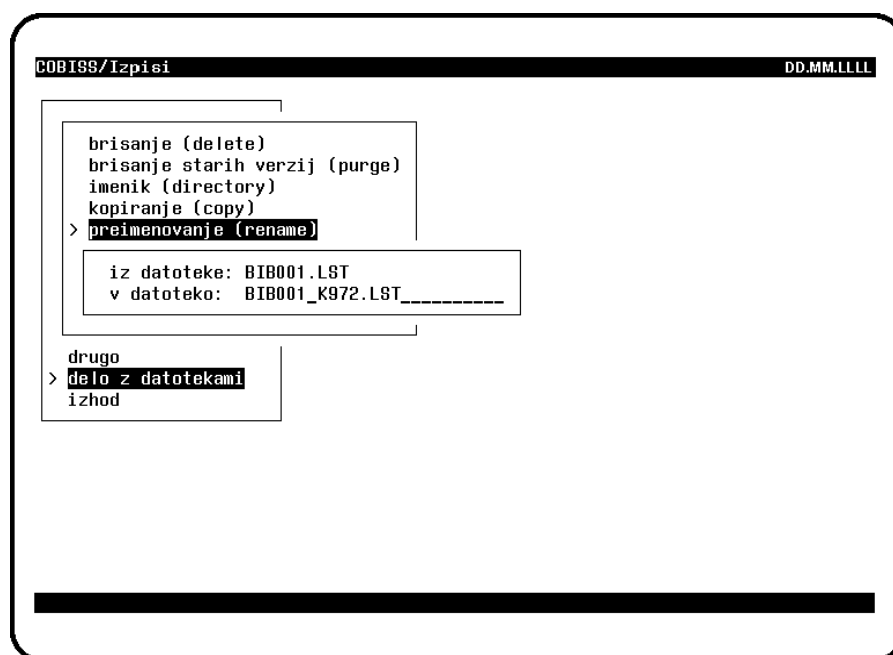 COBISS/Izpisi DD.MM.LLLL
brisanje (delete)
brisanje starih verzij (purge)
imenik (directory)
kopiranje (copy)
> preimenovanje (rename)
iz datoteke: BIB001.LST
v datoteko: BIB001_K972.LST__________
drugo
> delo z datotekami
izhod